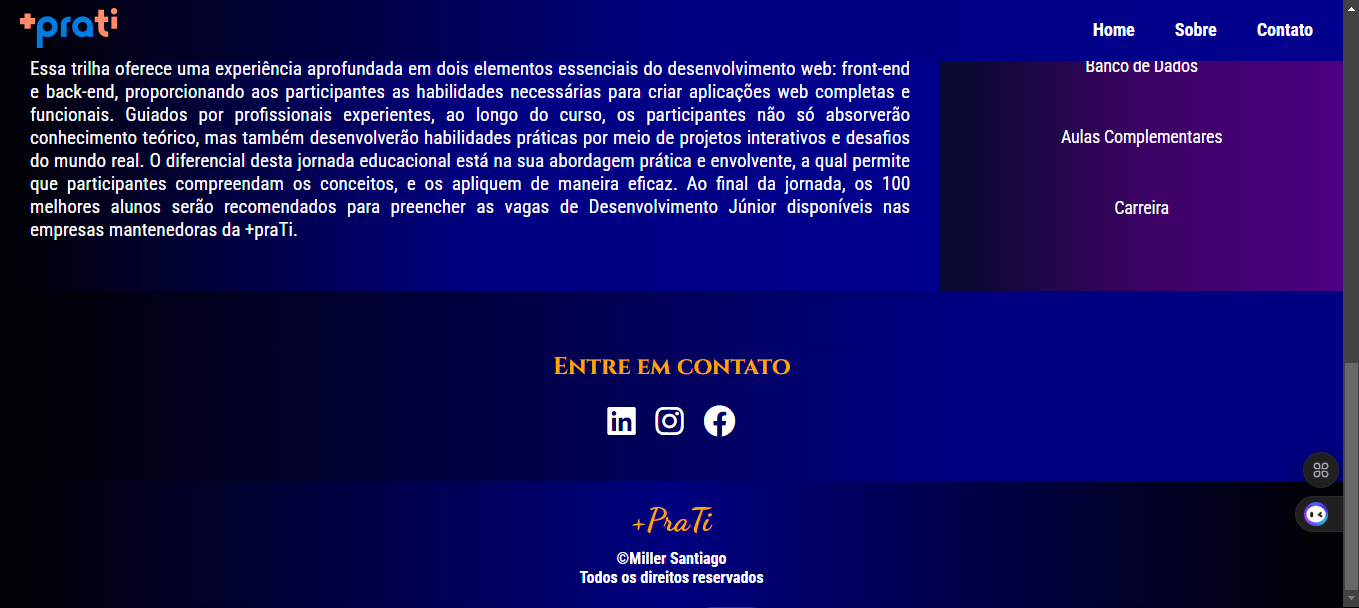 +prati
Home Sobre Contato
Essa trilha oferece uma experiência aprofundada em dois elementos essenciais do desenvolvimento web: front-end
e back-end, proporcionando aos participantes as habilidades necessárias para criar aplicações web completas e
funcionais. Guiados por profissionais experientes, ao longo do curso, os participantes não só absorverão
conhecimento teórico, mas também desenvolverão habilidades práticas por meio de projetos interativos e desafios
do mundo real. O diferencial desta jornada educacional está na sua abordagem prática e envolvente, a qual permite
que participantes compreendam os conceitos, e os apliquem de maneira eficaz. Ao final da jornada, os 100
melhores alunos serão recomendados para preencher as vagas de Desenvolvimento Júnior disponíveis nas
empresas mantenedoras da +praTi.
Banco de Dados
Aulas Complementares
Carreira
Entre em contato
in
+PraTi
©Miller Santiago
Todos os direitos reservados